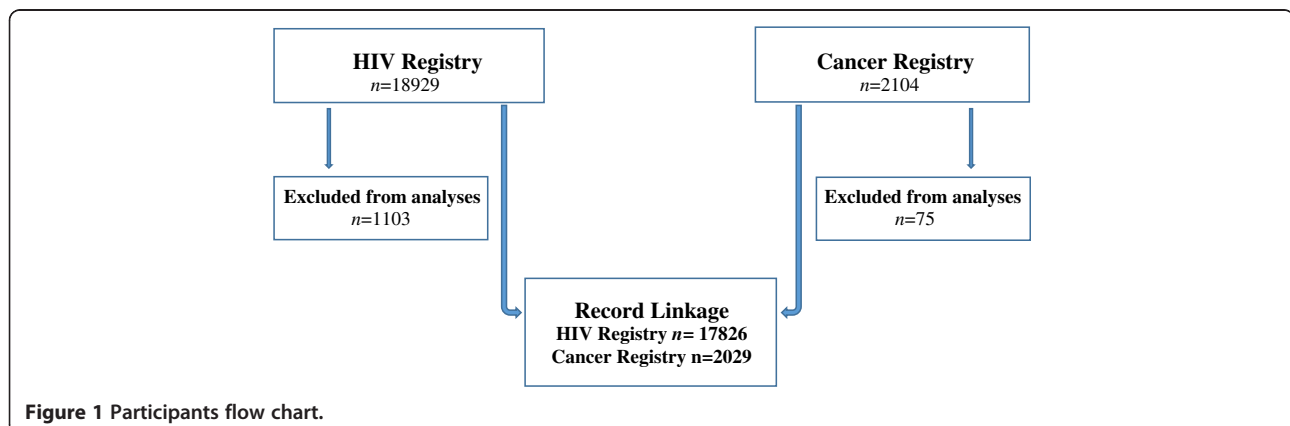 HIV Registry
n=18929
Cancer Registry
n=2104
Excluded from analyses
n=1103
Excluded from analyses
n=75
Record Linkage
HIV Registry n= 17826
Cancer Registry n=2029
Figure 1 Participants flow chart.